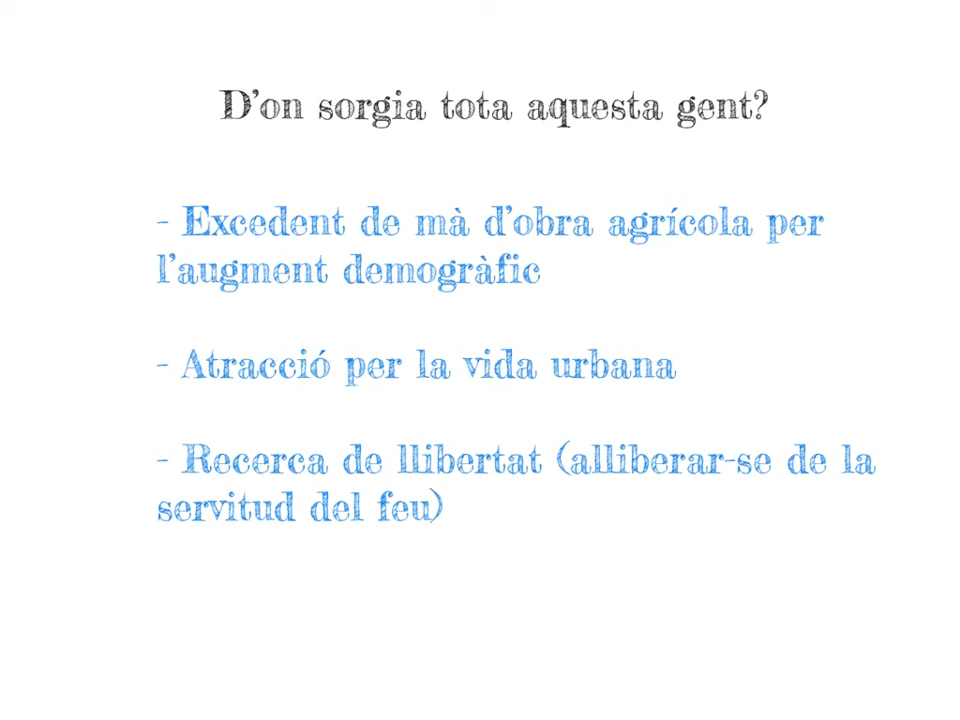 D'on sorgia tota aquesta gent?
- Excedent de mà d'obra agrícola per
l'augment demogràfic
- Atracció per la vida urbana
- Recerca de llibertat (alliberar-se de la
servitud del feu)